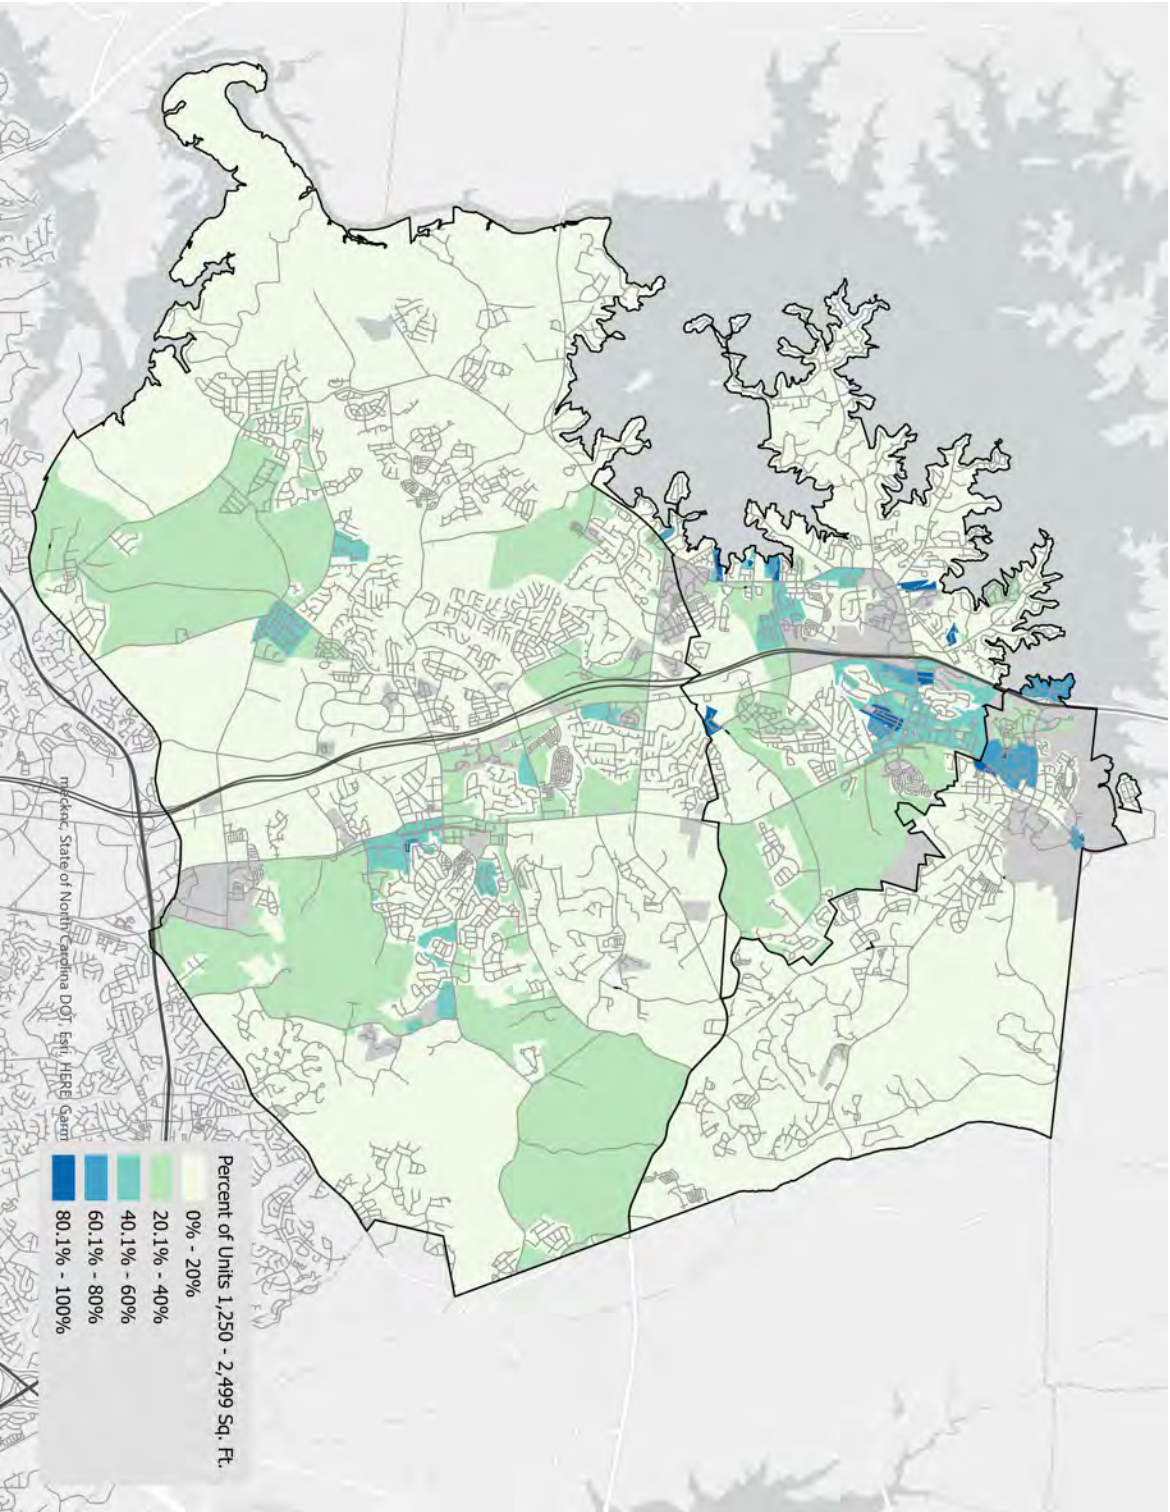 Percent of Units 1,250 - 2,499 Sq. Ft.
0% - 20%
20.1% - 40%
40.1% - 60%
60.1% - 80%
80.1% - 100%
State of North Carolina DOT, Esri, HERE, Garm